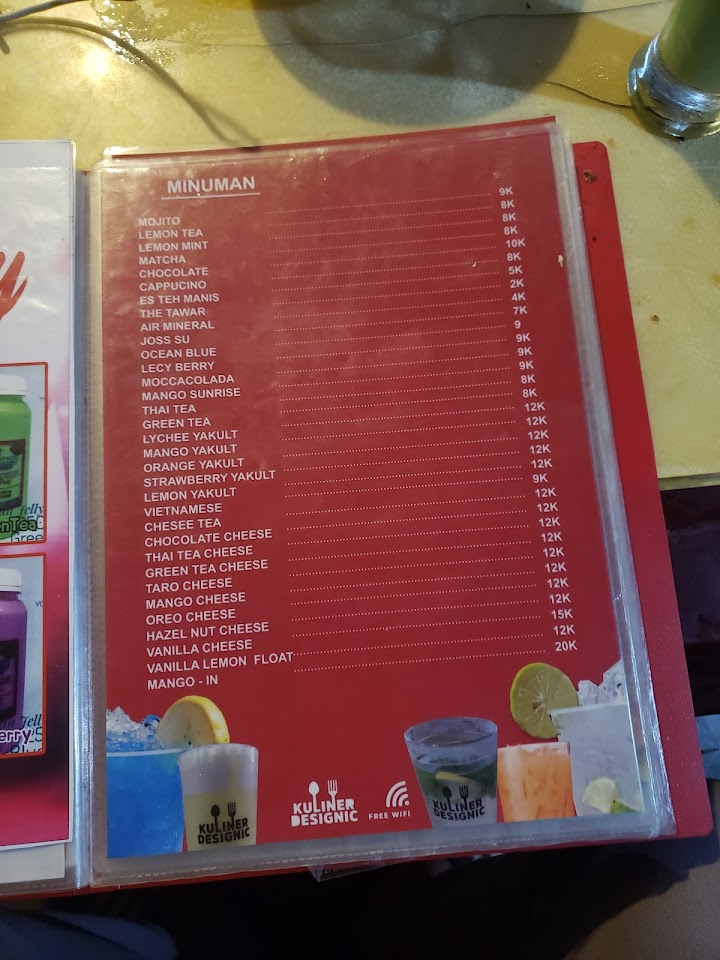 MINUMAN
MOJITO 9K
LEMON TEA 8K
LEMON MINT 8K
MATCHA 8K
CHOCOLATE 10K
CAPPUCINO 8K
ES TEH MANIS 5K
THE TAWAR 2K
AIR MINERAL 4K
JOSS SU 7K
OCEAN BLUE 9
LECY BERRY 9K
MOCCACOLADA 9K
MANGO SUNRISE 9K
THAI TEA 8K
GREEN TEA 8K
LYCHEE YAKULT 12K
MANGO YAKULT 12K
ORANGE YAKULT 12K
STRAWBERRY YAKULT 12K
LEMON YAKULT 12K
VIETNAMESE 9K
CHESEE TEA 12K
CHOCOLATE CHEESE 12K
THAI TEA CHEESE 12K
GREEN TEA CHEESE 12K
TARO CHEESE 12K
MANGO CHEESE 12K
OREO CHEESE 12K
HAZEL NUT CHEESE 12K
VANILLA CHEESE 15K
VANILLA LEMON FLOAT 12K
MANGO - IN 20K
KULINER
DESIGNIC
KULINER
DESIGNIC
FREE WIFI
KULINER
DESIGNIC